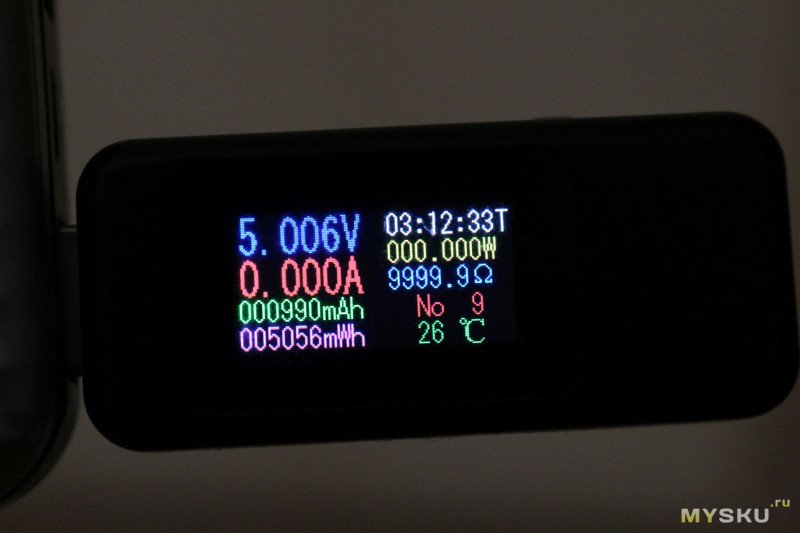 5.006V
0.000A
000990mAh
005056mWh
03:12:33T
000.000W
9999.9Ω
No 9
26 ℃
MYSKU.ru